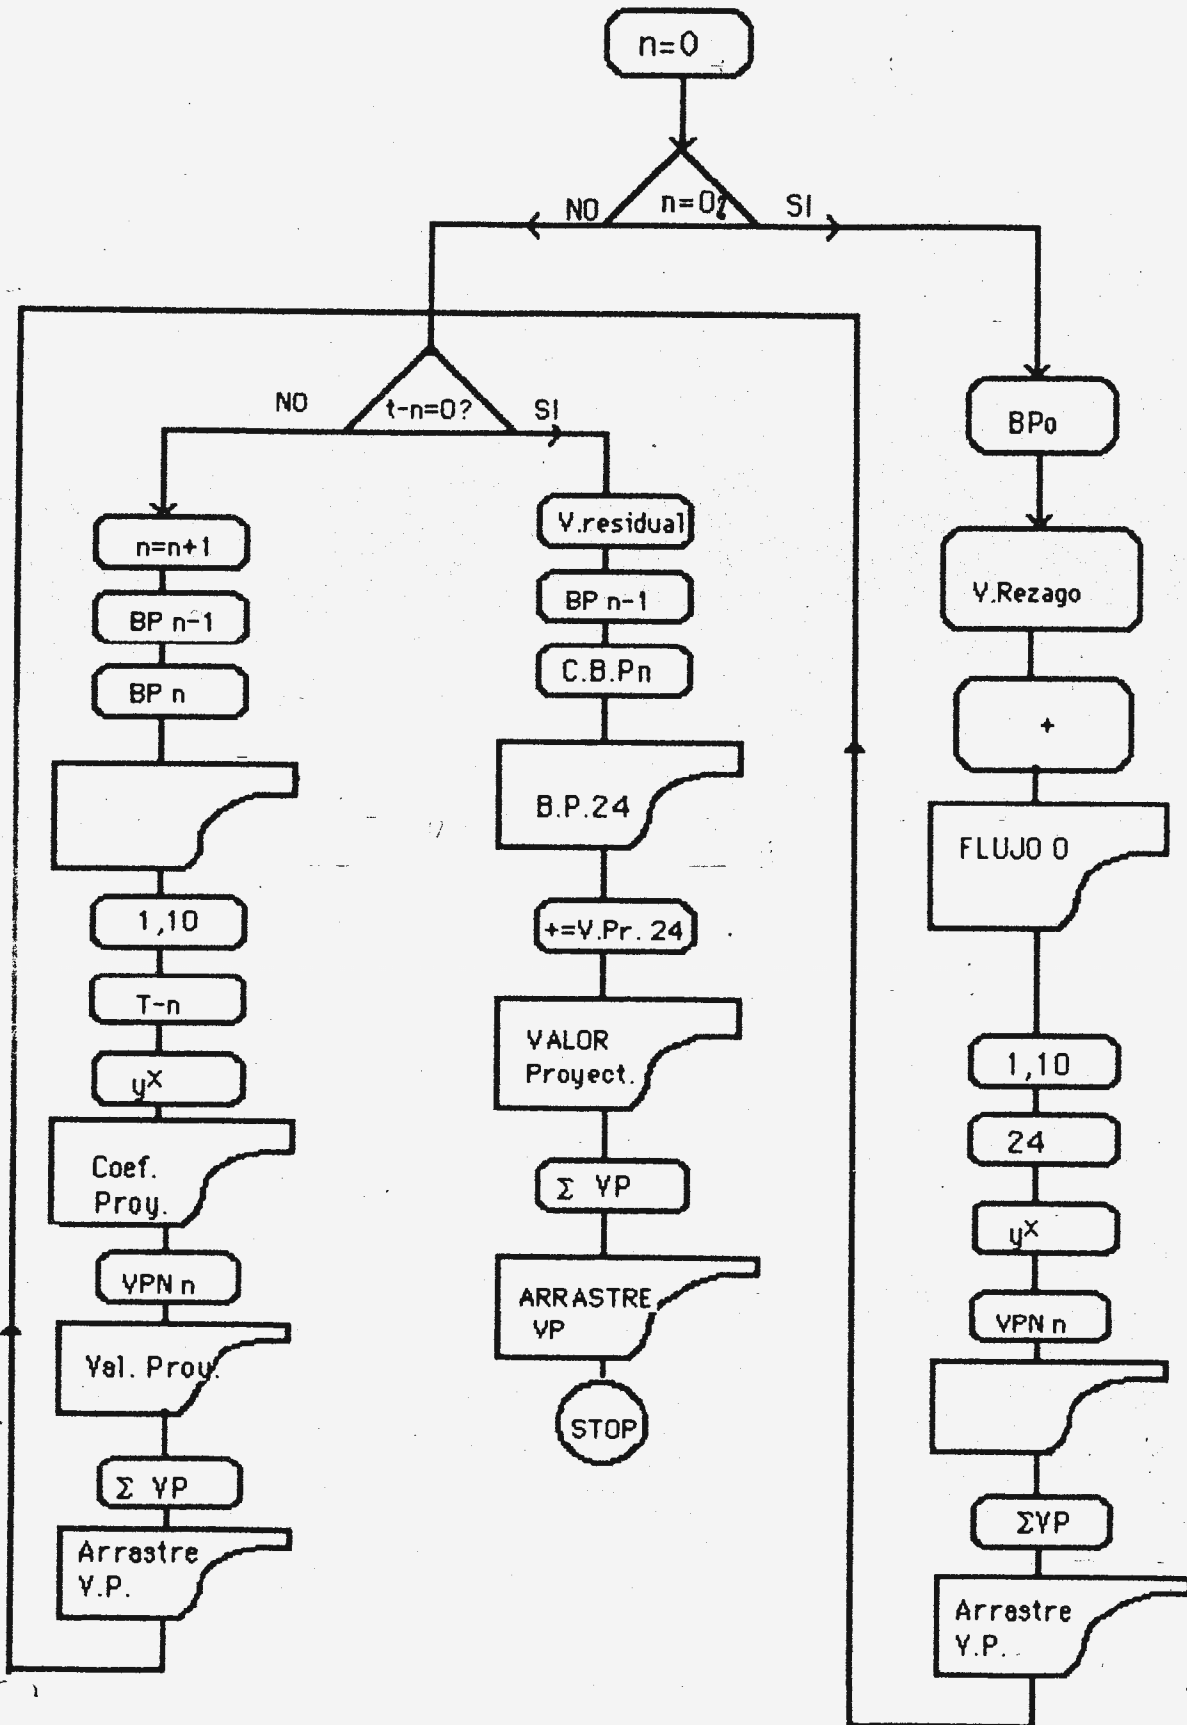 n=0
n=0?
NO
SI
t-n=0?
NO
SI
n=n+1
BP n-1
BP n
1,10
T-n
yx
Coef.
Proy.
VPN n
Val. Proy.
Σ VP
Arrastre
V.P.
V.residual
BP n-1
C.B.Pn
B.P.24
+=V.Pr. 24
VALOR
Proyect.
Σ VP
ARRASTRE
VP
STOP
BPo
V.Rezago
+
FLUJO 0
1,10
24
yx
VPN n
ΣVP
Arrastre
V.P.